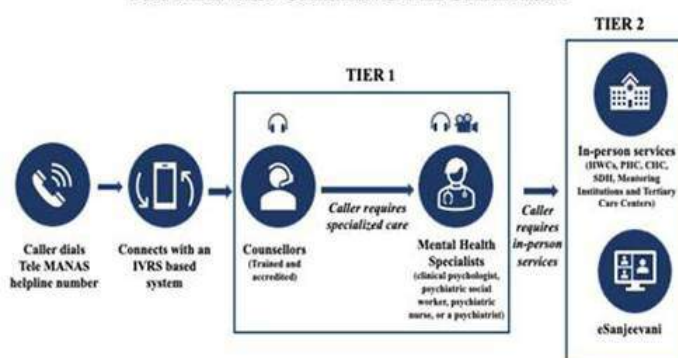 TIER 2
TIER 1
Caller dials
Tele MANAS
helpline number
Connects with an
IVRS based
system
Counsellors
(Trained and
accredited)
Caller requires
specialized care
Mental Health
Specialists
(clinical psychologist,
psychiatric social
worker, psychiatric
nurse, or a psychiatrist)
Caller
requires
in-person
services
In-person services
(HWCs, PHC, CHC,
SDH, Mentoring
Institutions and Tertiary
Care Centers)
eSanjeevani